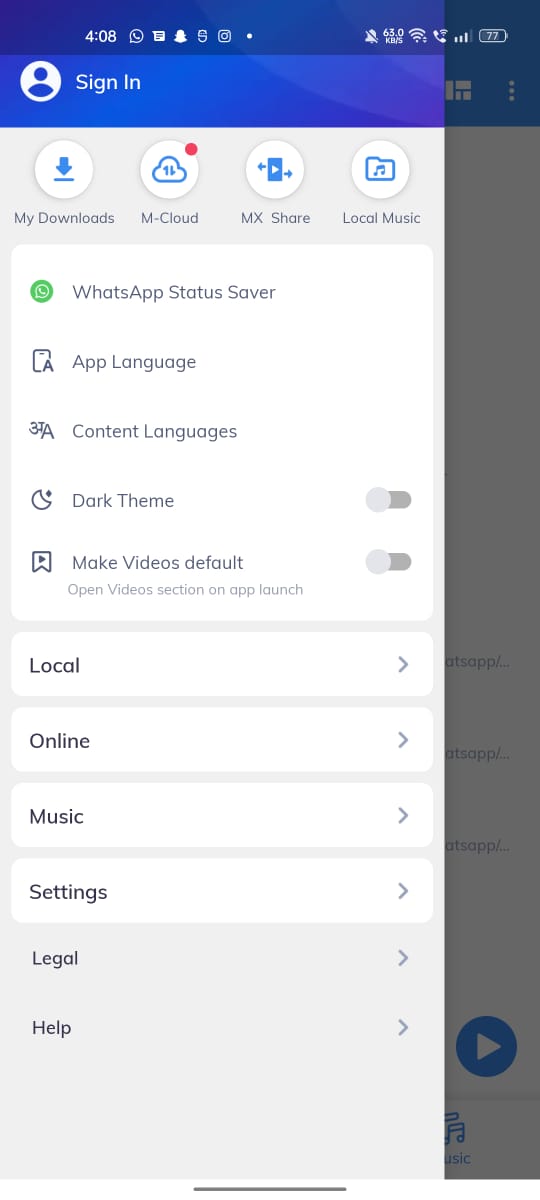 4:08
63.0
KB/S
77
Sign In
My Downloads
M-Cloud
MX Share
Local Music
WhatsApp Status Saver
App Language
अA
Content Languages
Dark Theme
Make Videos default
Open Videos section on app launch
Local
atsapp/...
Online
atsapp/...
Music
atsapp/...
Settings
Legal
Help
usic